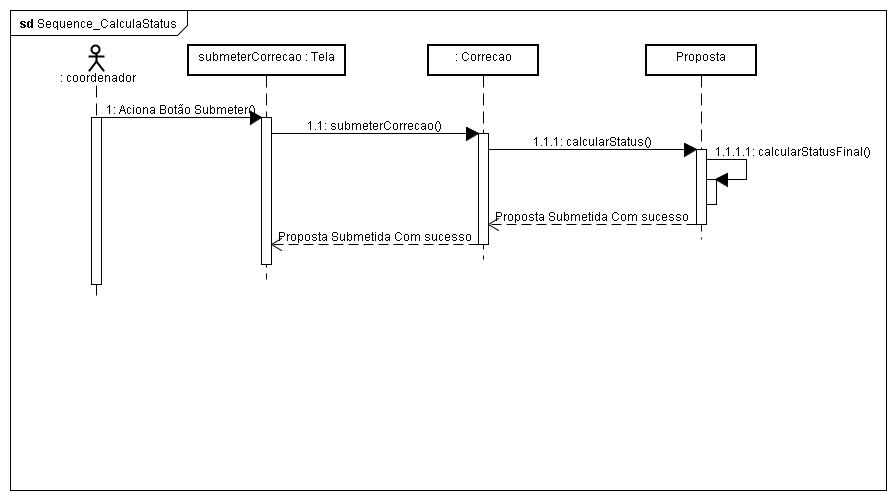 sd Sequence_CalculaStatus
: coordenador
submeterCorrecao : Tela
: Correcao
Proposta
1: Aciona Botão Submeter()
1.1: submeterCorrecao()
1.1.1: calcularStatus()
1.1.1.1: calcularStatusFinal()
Proposta Submetida Com sucesso
Proposta Submetida Com sucesso